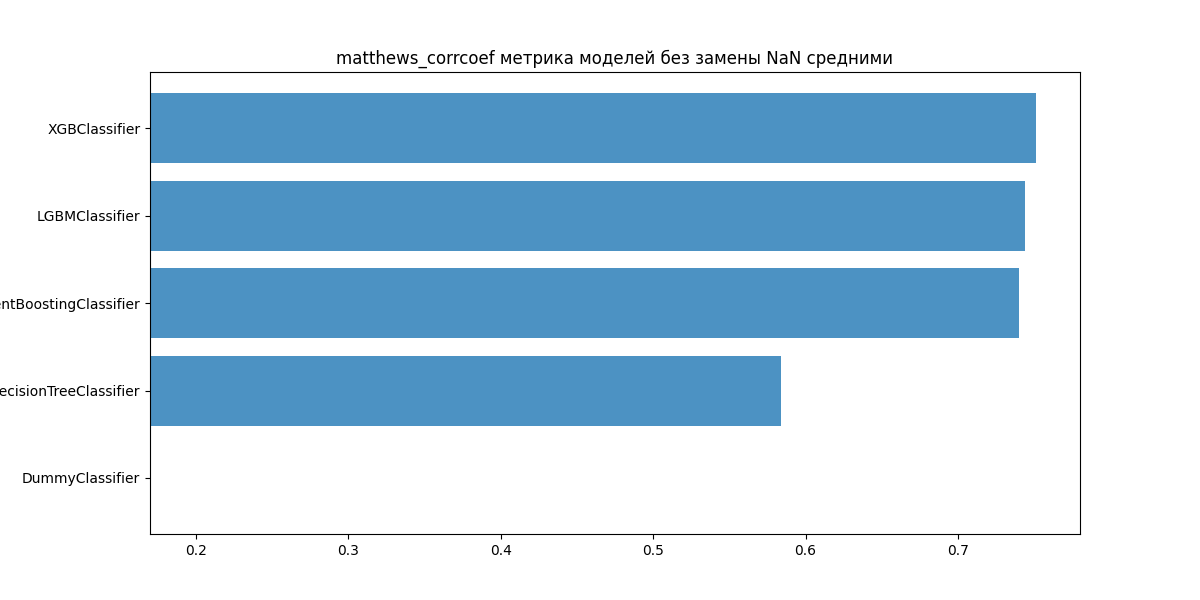 matthews_corrcoef метрика моделей без замены NaN средними
XGBClassifier
LGBMClassifier
entBoostingClassifier
ecisionTreeClassifier
DummyClassifier
0.2 0.3 0.4 0.5 0.6 0.7